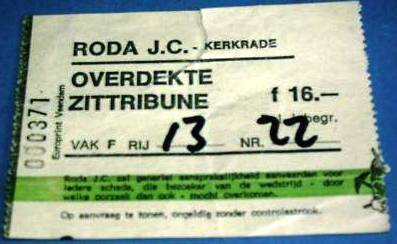 RODA J.C. - KERKRADE
OVERDEKTE
ZITTRIBUNE
f 16.—
inbegr.
VAK F RIJ 13 NR. 22
000371
Europrint Veendam
Roda J.C. zal generlei aansprakelijkheid aanvaarden voor
iedere schade, die bezoeker van de wedstrijd - door
welke oorzaak dan ook - mocht overkomen.
Op aanvraag te tonen, ongeldig zonder controlestrook.